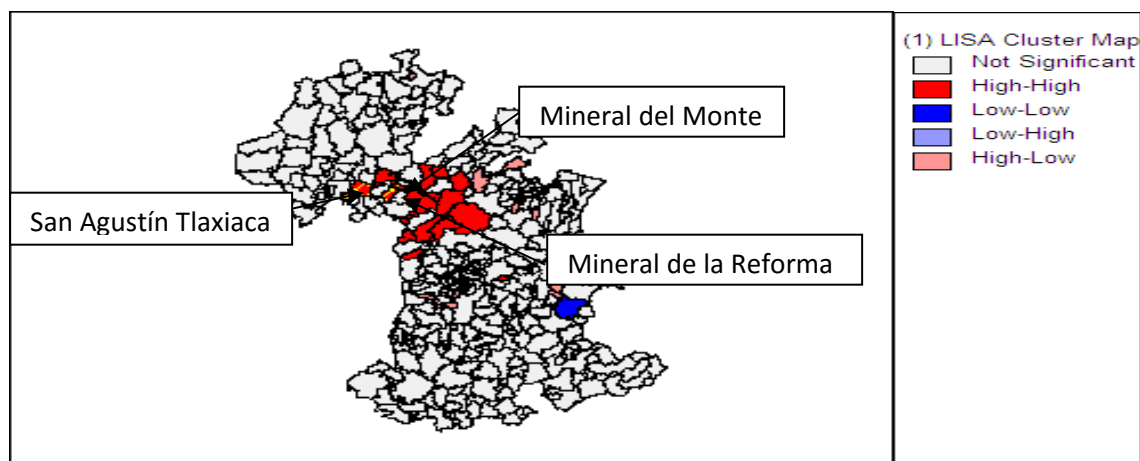 (1) LISA Cluster Map
Not Significant
High-High
Low-Low
Low-High
High-Low
Mineral del Monte
San Agustín Tlaxiaca
Mineral de la Reforma